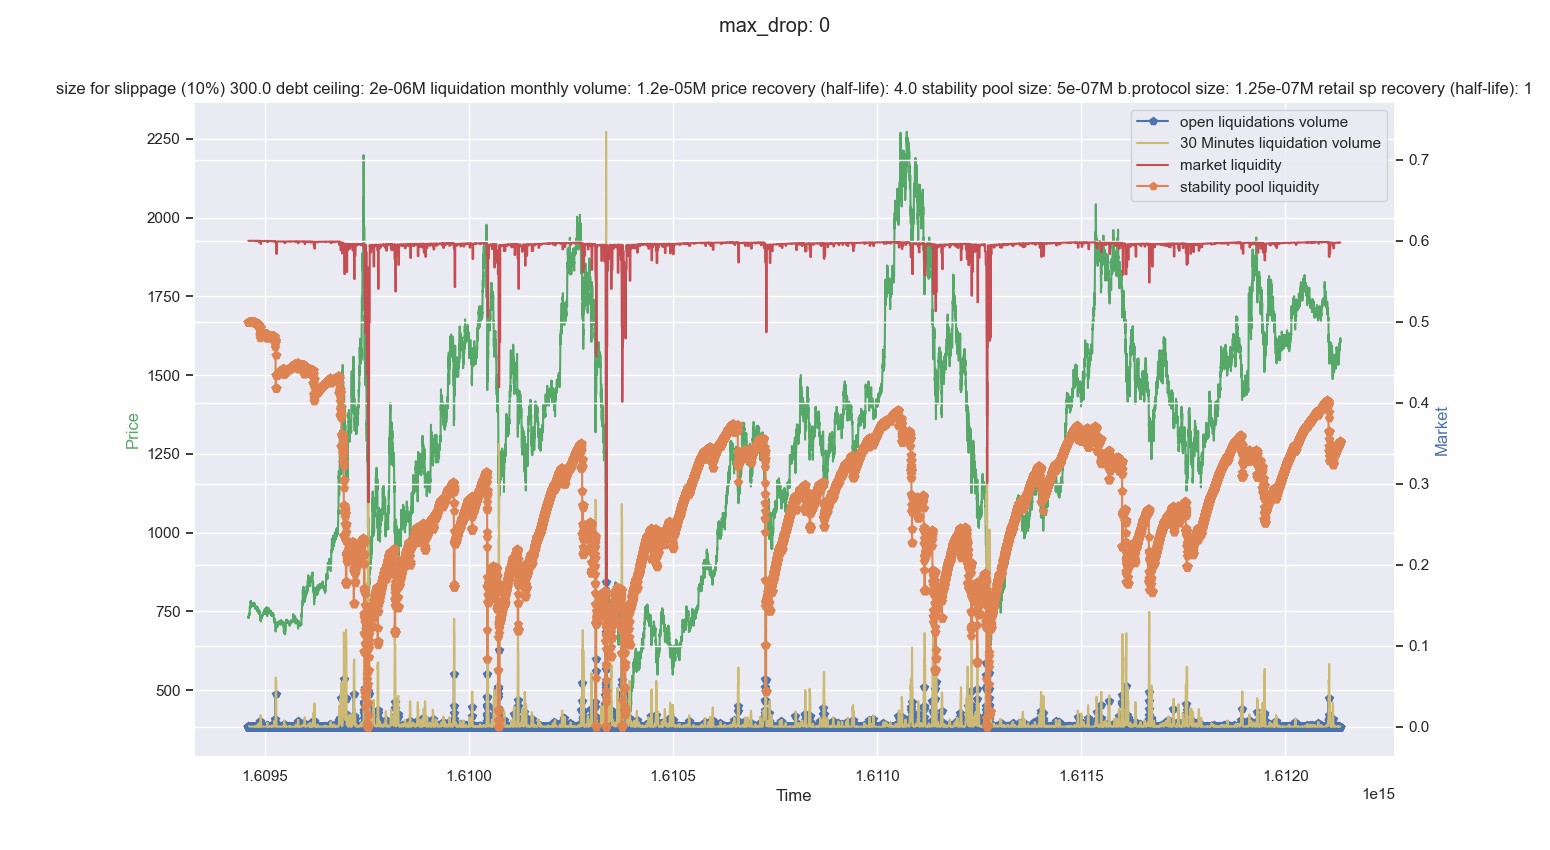 max_drop: 0
size for slippage (10%) 300.0 debt ceiling: 2e-06M liquidation monthly volume: 1.2e-05M price recovery (half-life): 4.0 stability pool size: 5e-07M b.protocol size: 1.25e-07M retail sp recovery (half-life): 1
open liquidations volume
30 Minutes liquidation volume
market liquidity
stability pool liquidity
2250
2000
1750
1500
1250
1000
750
500
Price
0.7
0.6
0.5
0.4
0.3
0.2
0.1
0.0
Market
1.6095
1.6100
1.6105
1.6110
1.6115
1.6120
Time
1e15